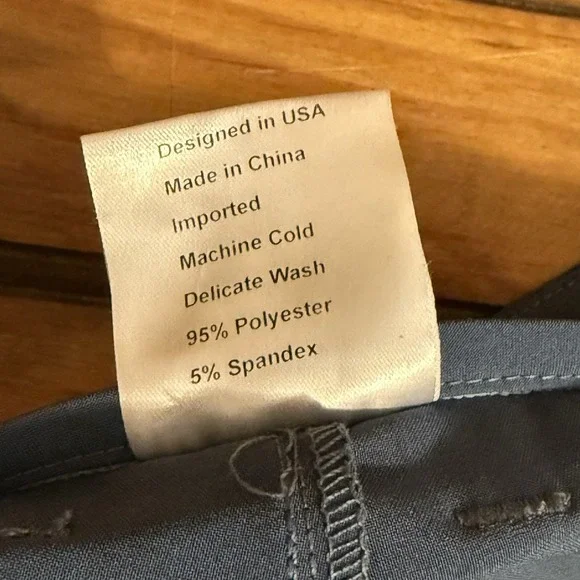 Designed in USA
Made in China
Imported
Machine Cold
Delicate Wash
95% Polyester
5% Spandex